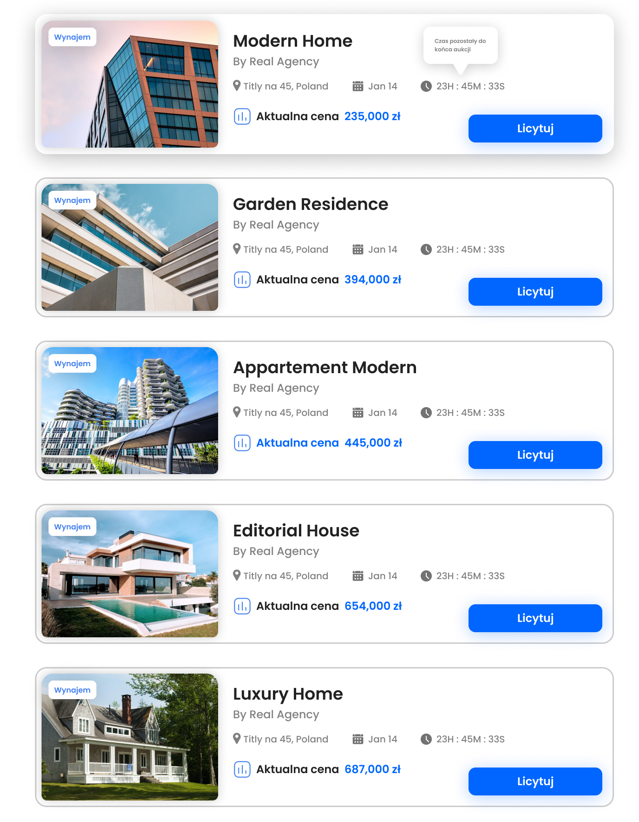 Wynajem
Modern Home
By Real Agency
Czas pozostały do
końca aukcji
Titly na 45, Poland
Jan 14
23H : 45M : 33S
Aktualna cena 235,000 zł
Licytuj
Wynajem
Garden Residence
By Real Agency
Titly na 45, Poland
Jan 14
23H : 45M : 33S
Aktualna cena 394,000 zł
Licytuj
Wynajem
Appartement Modern
By Real Agency
Titly na 45, Poland
Jan 14
23H : 45M : 33S
Aktualna cena 445,000 zł
Licytuj
Wynajem
Editorial House
By Real Agency
Titly na 45, Poland
Jan 14
23H : 45M : 33S
Aktualna cena 654,000 zł
Licytuj
Wynajem
Luxury Home
By Real Agency
Titly na 45, Poland
Jan 14
23H : 45M : 33S
Aktualna cena 687,000 zł
Licytuj